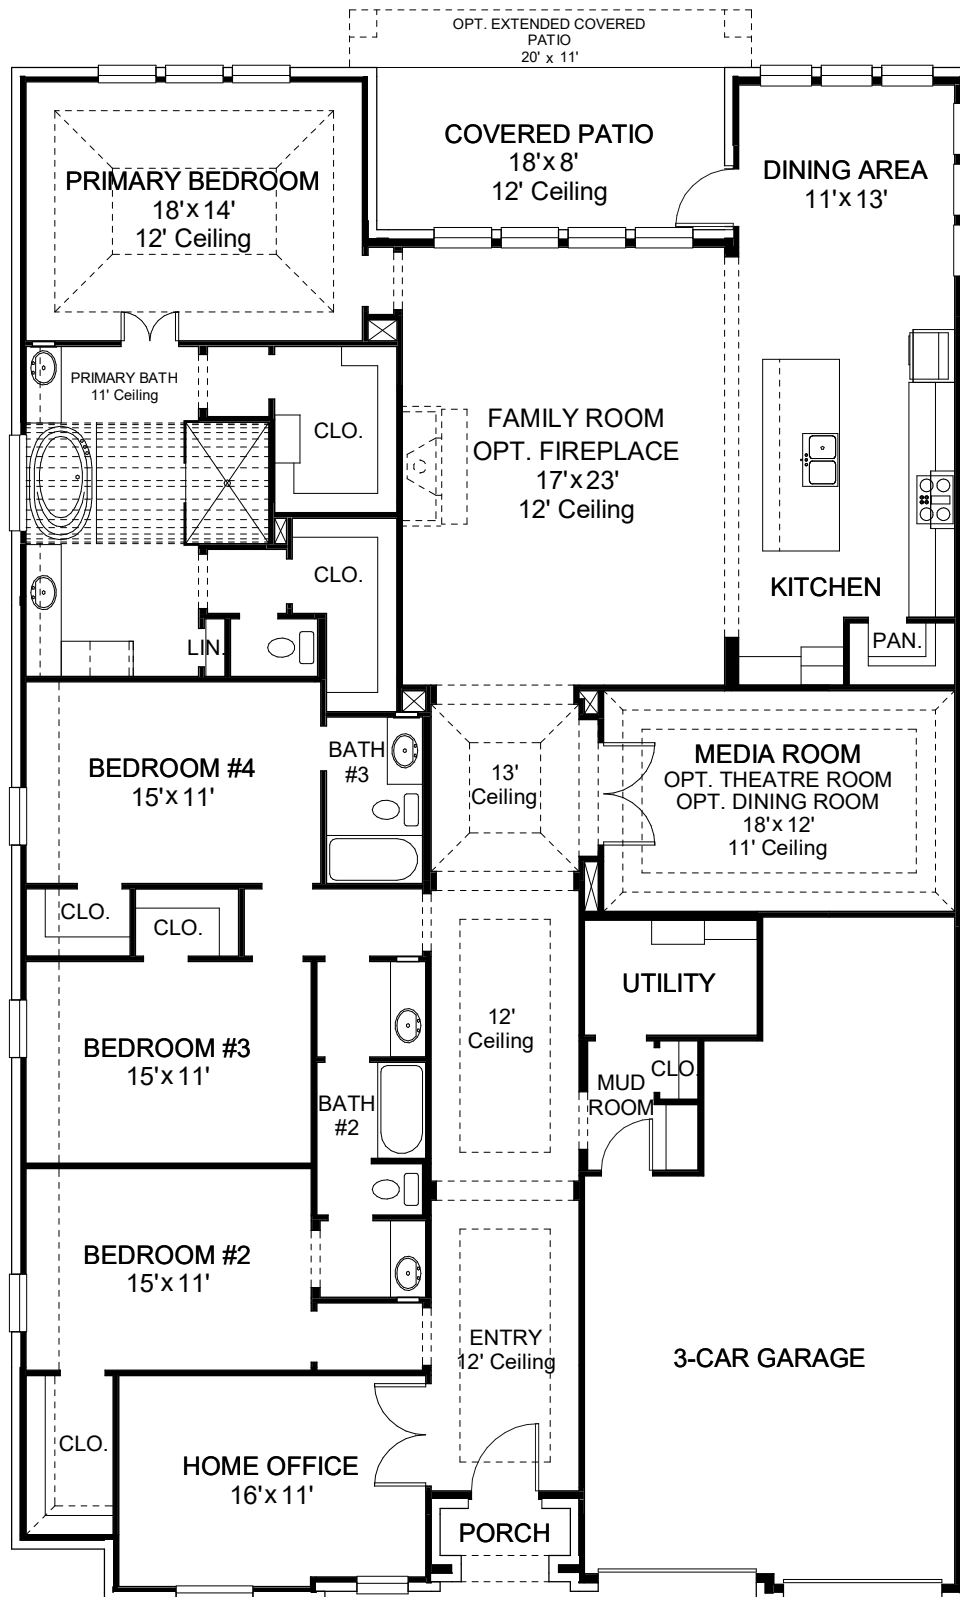 OPT. EXTENDED COVERED
PATIO
20' x 11'
COVERED PATIO
18'x 8'
12' Ceiling
PRIMARY BEDROOM
18'x 14'
12' Ceiling
DINING AREA
11'x 13'
PRIMARY BATH
11' Ceiling
CLO.
FAMILY ROOM
OPT. FIREPLACE
17'x 23'
12' Ceiling
CLO.
KITCHEN
LIN.
PAN.
BEDROOM #4
15'x 11'
BATH
#3
13'
Ceiling
MEDIA ROOM
OPT. THEATRE ROOM
OPT. DINING ROOM
18'x 12'
11' Ceiling
CLO.
CLO.
UTILITY
12'
Ceiling
BEDROOM #3
15'x 11'
BATH
#2
MUD
ROOM
CLO.
BEDROOM #2
15'x 11'
ENTRY
12' Ceiling
3-CAR GARAGE
CLO.
HOME OFFICE
16'x 11'
PORCH